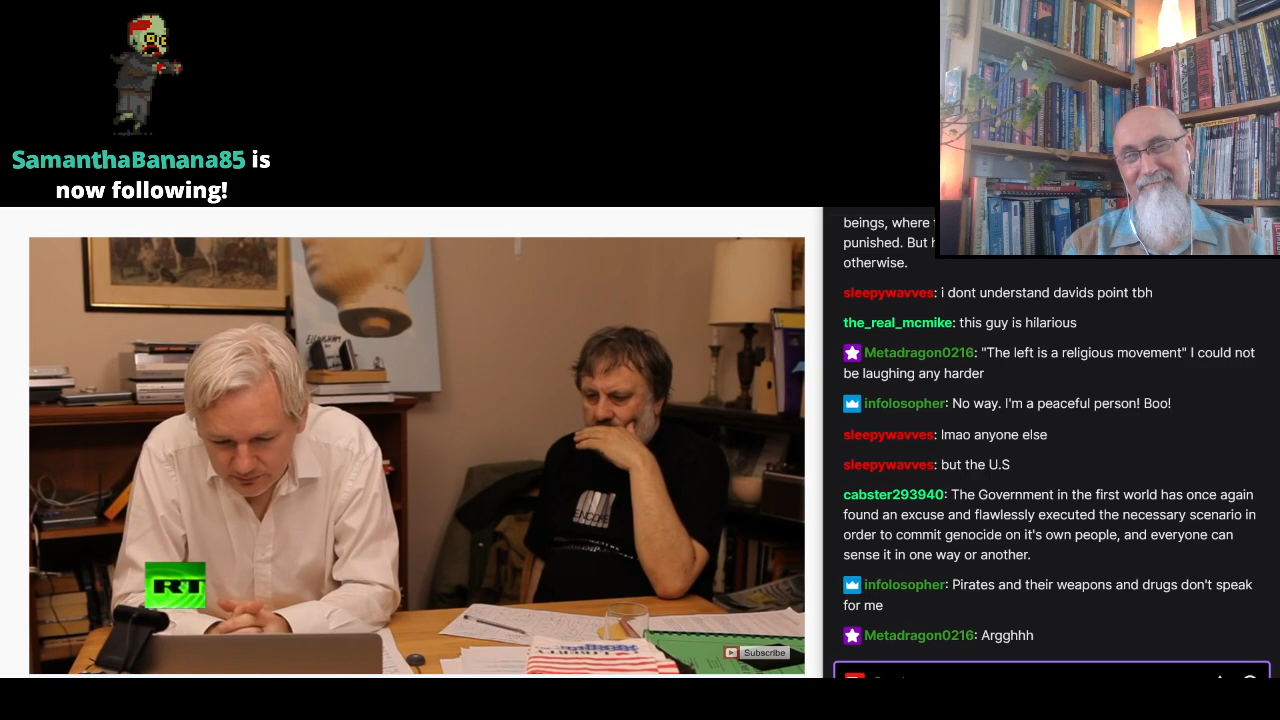 SamanthaBanana85 is
now following!
beings, where
punished. But
otherwise.
sleepywavves: i dont understand davids point tbh
the_real_mcmike: this guy is hilarious
Metadragon0216: "The left is a religious movement" I could not
be laughing any harder
infolosopher: No way. I'm a peaceful person! Boo!
sleepywavves: lmao anyone else
sleepywavves: but the U.S
cabster293940: The Government in the first world has once again
found an excuse and flawlessly executed the necessary scenario in
order to commit genocide on it's own people, and everyone can
sense it in one way or another.
infolosopher: Pirates and their weapons and drugs don't speak
for me
Metadragon0216: Argghhh
RT
Subscribe